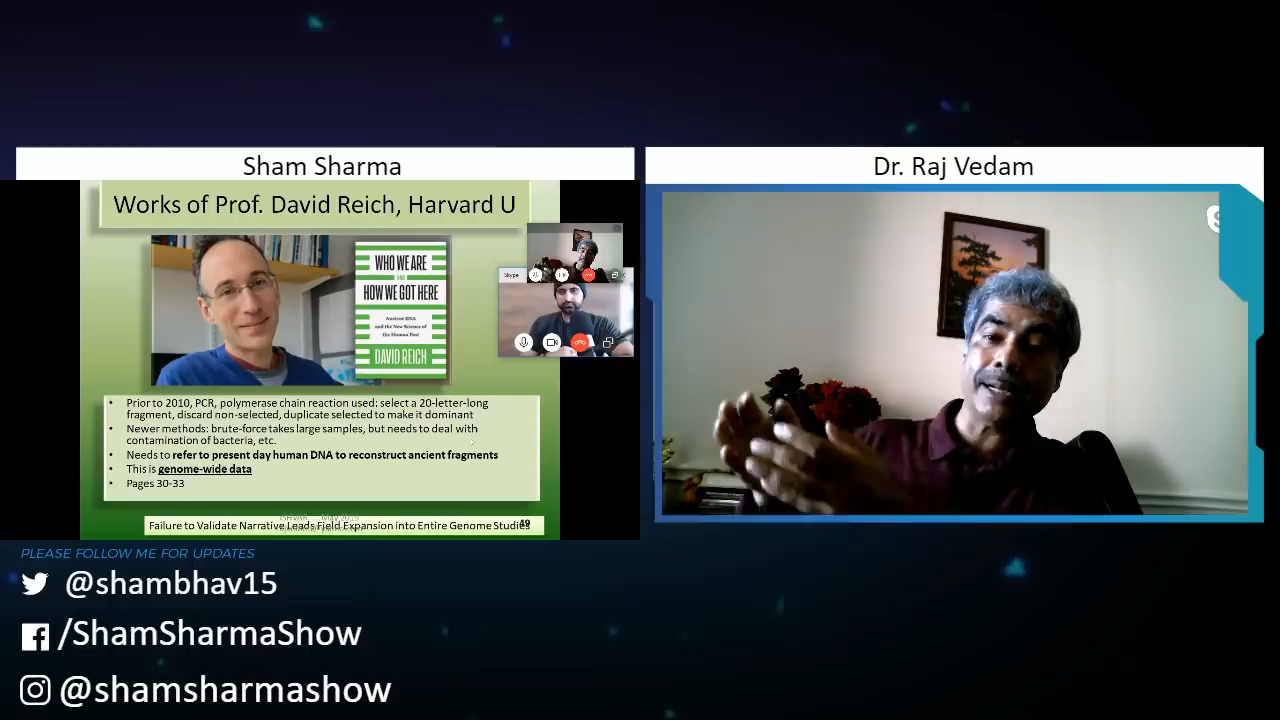 Sham Sharma
Dr. Raj Vedam
Works of Prof. David Reich, Harvard U
WHO WE ARE
AND
HOW WE GOT HERE
Ancient DNA
and the New Science of
the Human Past
DAVID REICH
Skype
• Prior to 2010, PCR, polymerase chain reaction used: select a 20-letter-long
fragment, discard non-selected, duplicate selected to make it dominant
• Newer methods: brute-force takes large samples, but needs to deal with
contamination of bacteria, etc.
• Needs to refer to present day human DNA to reconstruct ancient fragments
• This is genome-wide data
• Pages 30-33
May 2019
Failure to Validate Narrative Leads Field Expansion into Entire Genome Studies
19
PLEASE FOLLOW ME FOR UPDATES
@shambhav15
/ShamSharmaShow
@shamsharmashow